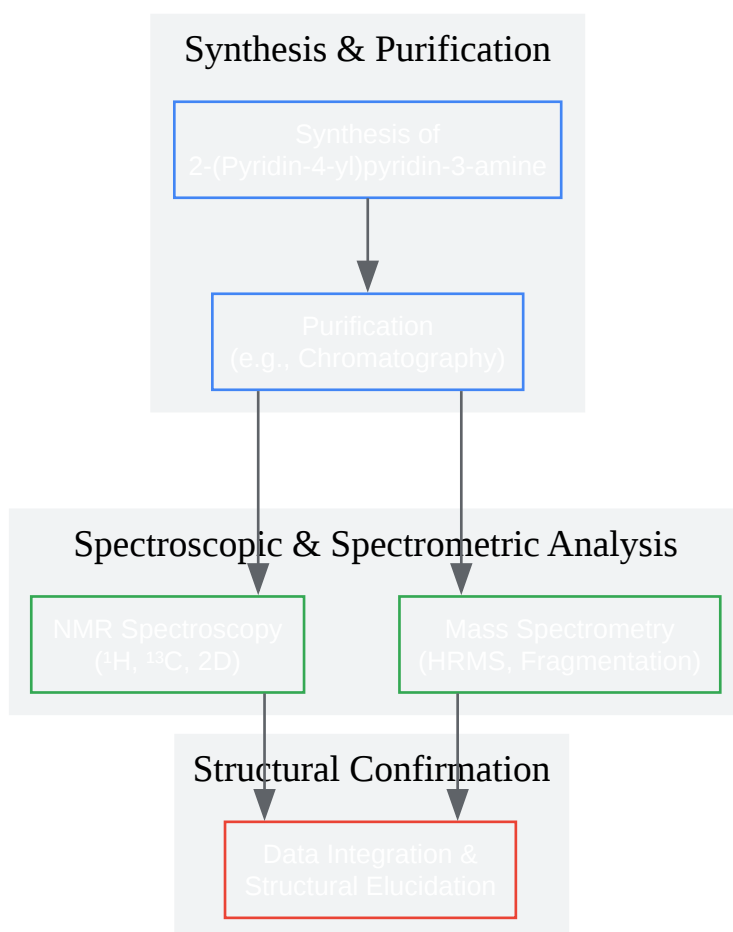 Synthesis & Purification
Synthesis of
2-(Pyridin-4-yl)pyridin-3-amine
Purification
(e.g., Chromatography)
Spectroscopic & Spectrometric Analysis
NMR Spectroscopy
(¹H, ¹³C, 2D)
Mass Spectrometry
(HRMS, Fragmentation)
Structural Confirmation
Data Integration &
Structural Elucidation